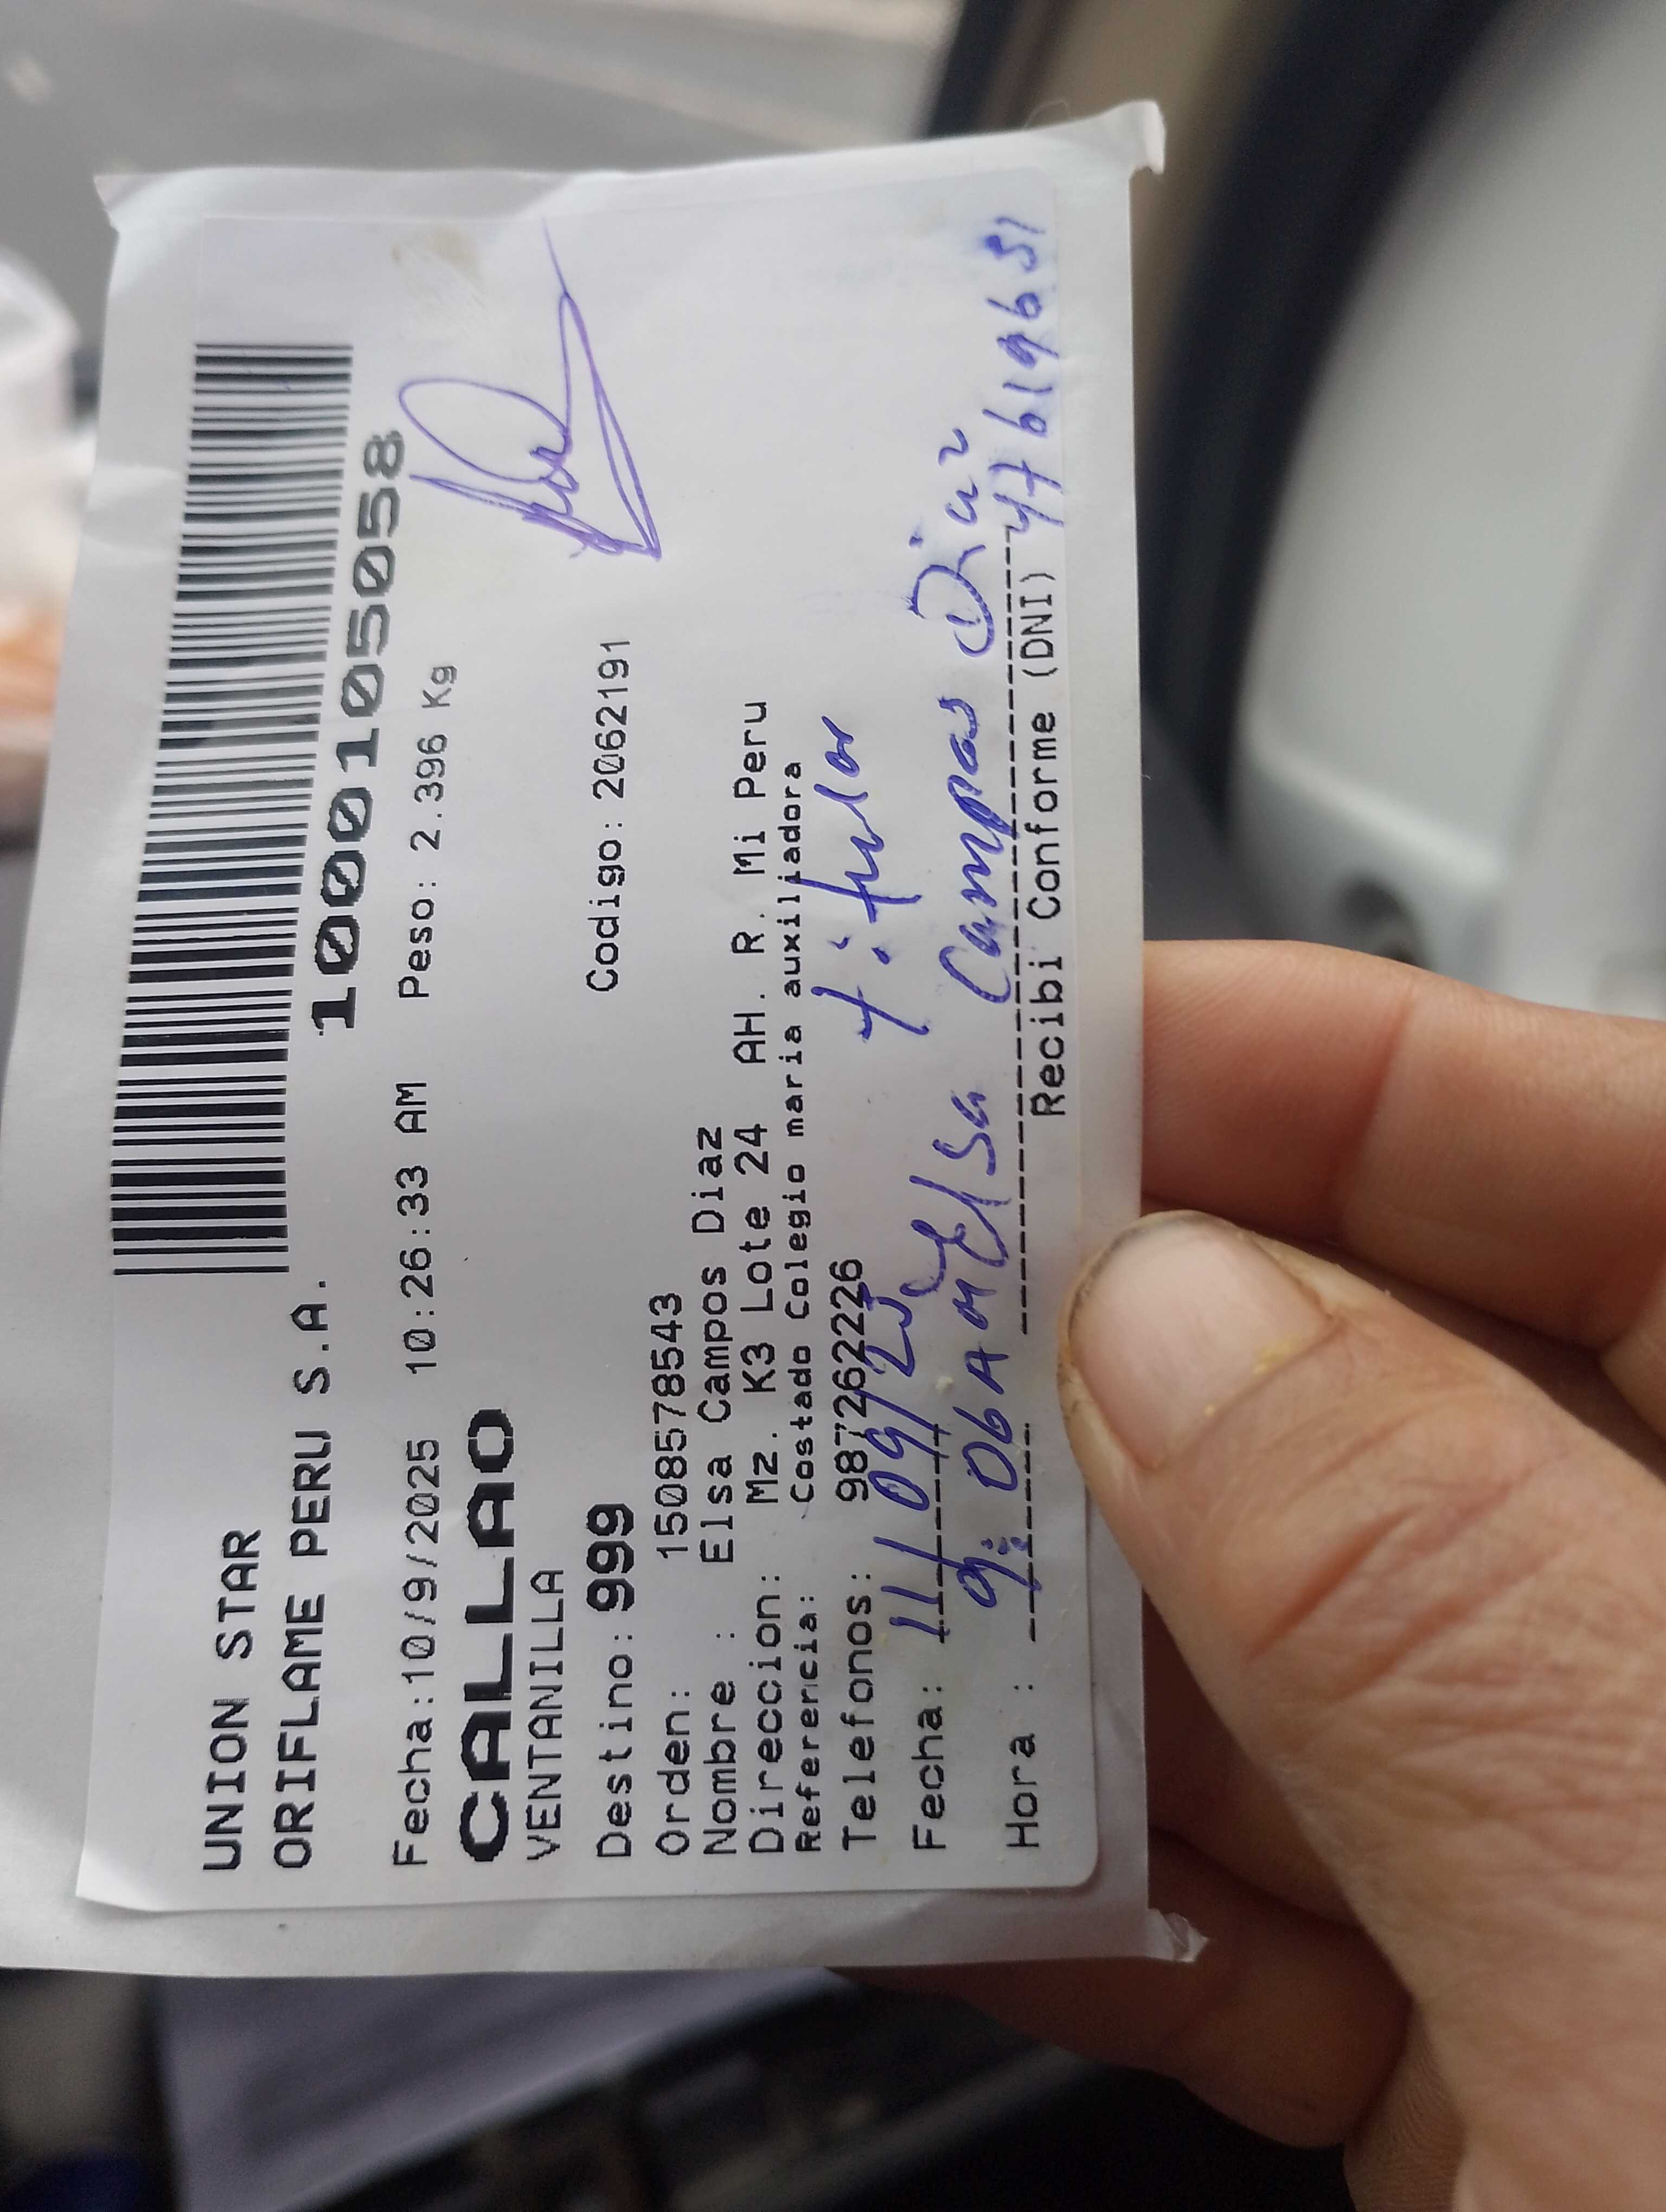 UNION STAR
ORIFLAME PERU S.A.
10001050​58
Fecha:10/9/2025 10:26:33 AM Peso: 2.396 Kg
CALLAO
VENTANILLA
Destino: 999 Codigo: 2062191
Orden: 1508578543
Nombre : Elsa Campos Diaz
Direccion: Mz. K3 Lote 24 AH. R. Mi Peru
Referencia: Costado Colegio maria auxiliadora
Telefonos: 987262226
titular
Fecha: 11/09/25
Hora : 9:06 AM Elsa Campos Diaz
47619651
Recibi Conforme (DNI)